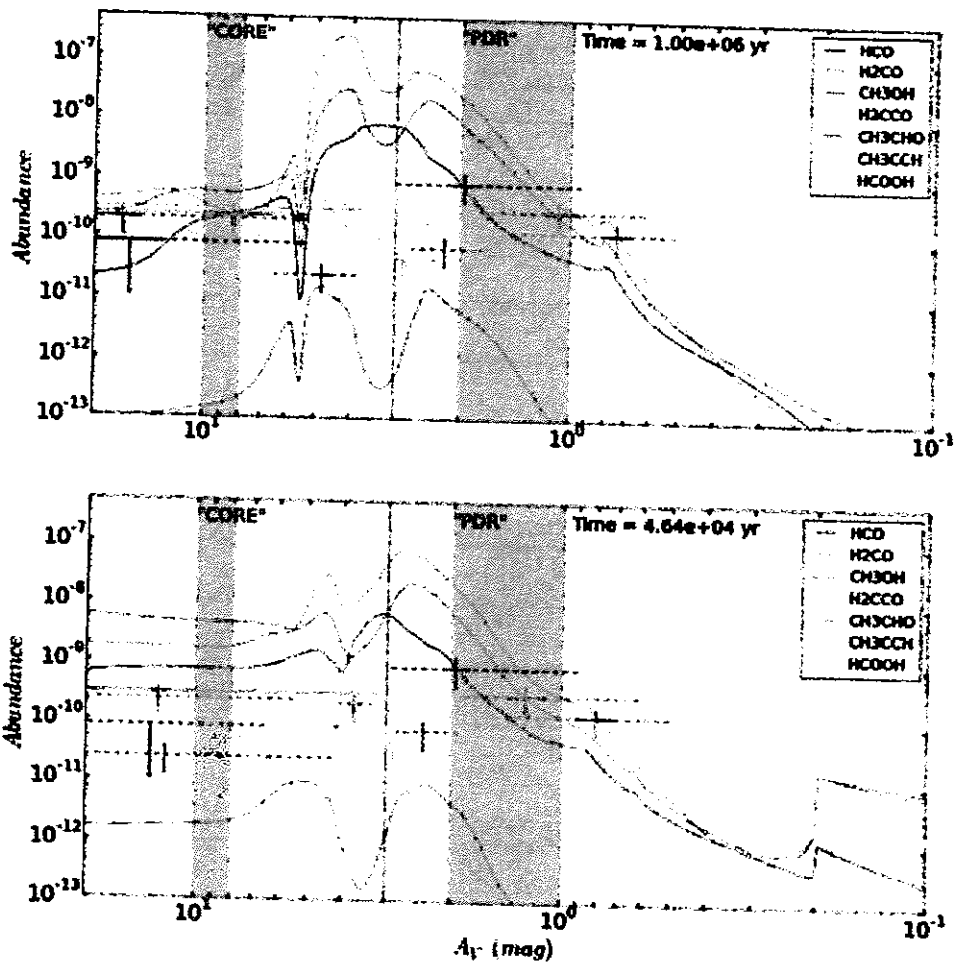 "CORE"
"PDR"
Time = 1.00e+06 yr
HCO
H2CO
CH3OH
H2CCO
CH3CHO
CH3CCH
HCOOH
Abundance
10^-7
10^-8
10^-9
10^-10
10^-11
10^-12
10^-13
10^1
10^0
10^-1
"CORE"
"PDR"
Time = 4.64e+04 yr
HCO
H2CO
CH3OH
H2CCO
CH3CHO
CH3CCH
HCOOH
Abundance
10^-7
10^-8
10^-9
10^-10
10^-11
10^-12
10^-13
10^1
10^0
10^-1
A_V (mag)